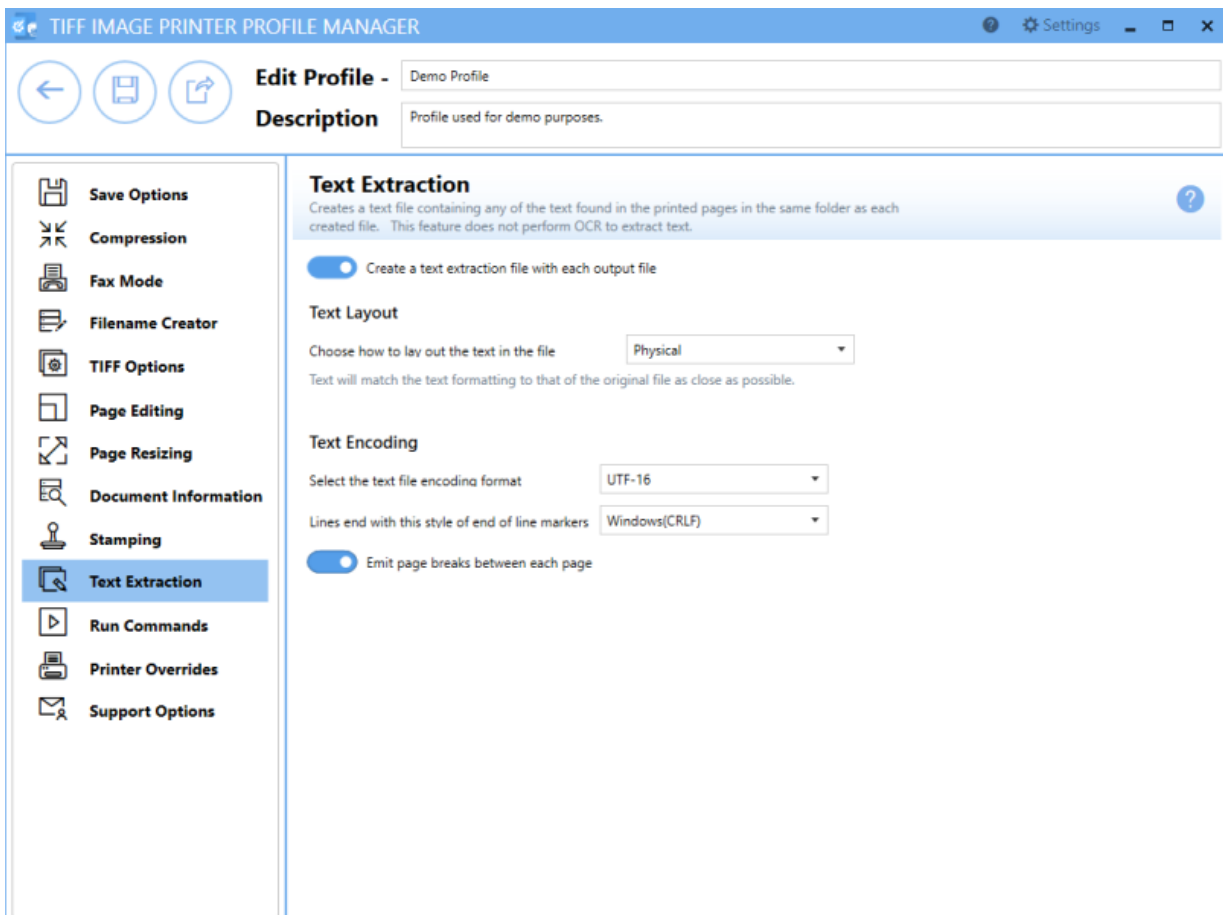 TIFF IMAGE PRINTER PROFILE MANAGER
Settings
Edit Profile -
Demo Profile
Description
Profile used for demo purposes.
Save Options
Compression
Fax Mode
Filename Creator
TIFF Options
Page Editing
Page Resizing
Document Information
Stamping
Text Extraction
Run Commands
Printer Overrides
Support Options
Text Extraction
Creates a text file containing any of the text found in the printed pages in the same folder as each
created file. This feature does not perform OCR to extract text.
Create a text extraction file with each output file
Text Layout
Choose how to lay out the text in the file
Physical
Text will match the text formatting to that of the original file as close as possible.
Text Encoding
Select the text file encoding format
UTF-16
Lines end with this style of end of line markers
Windows(CRLF)
Emit page breaks between each page